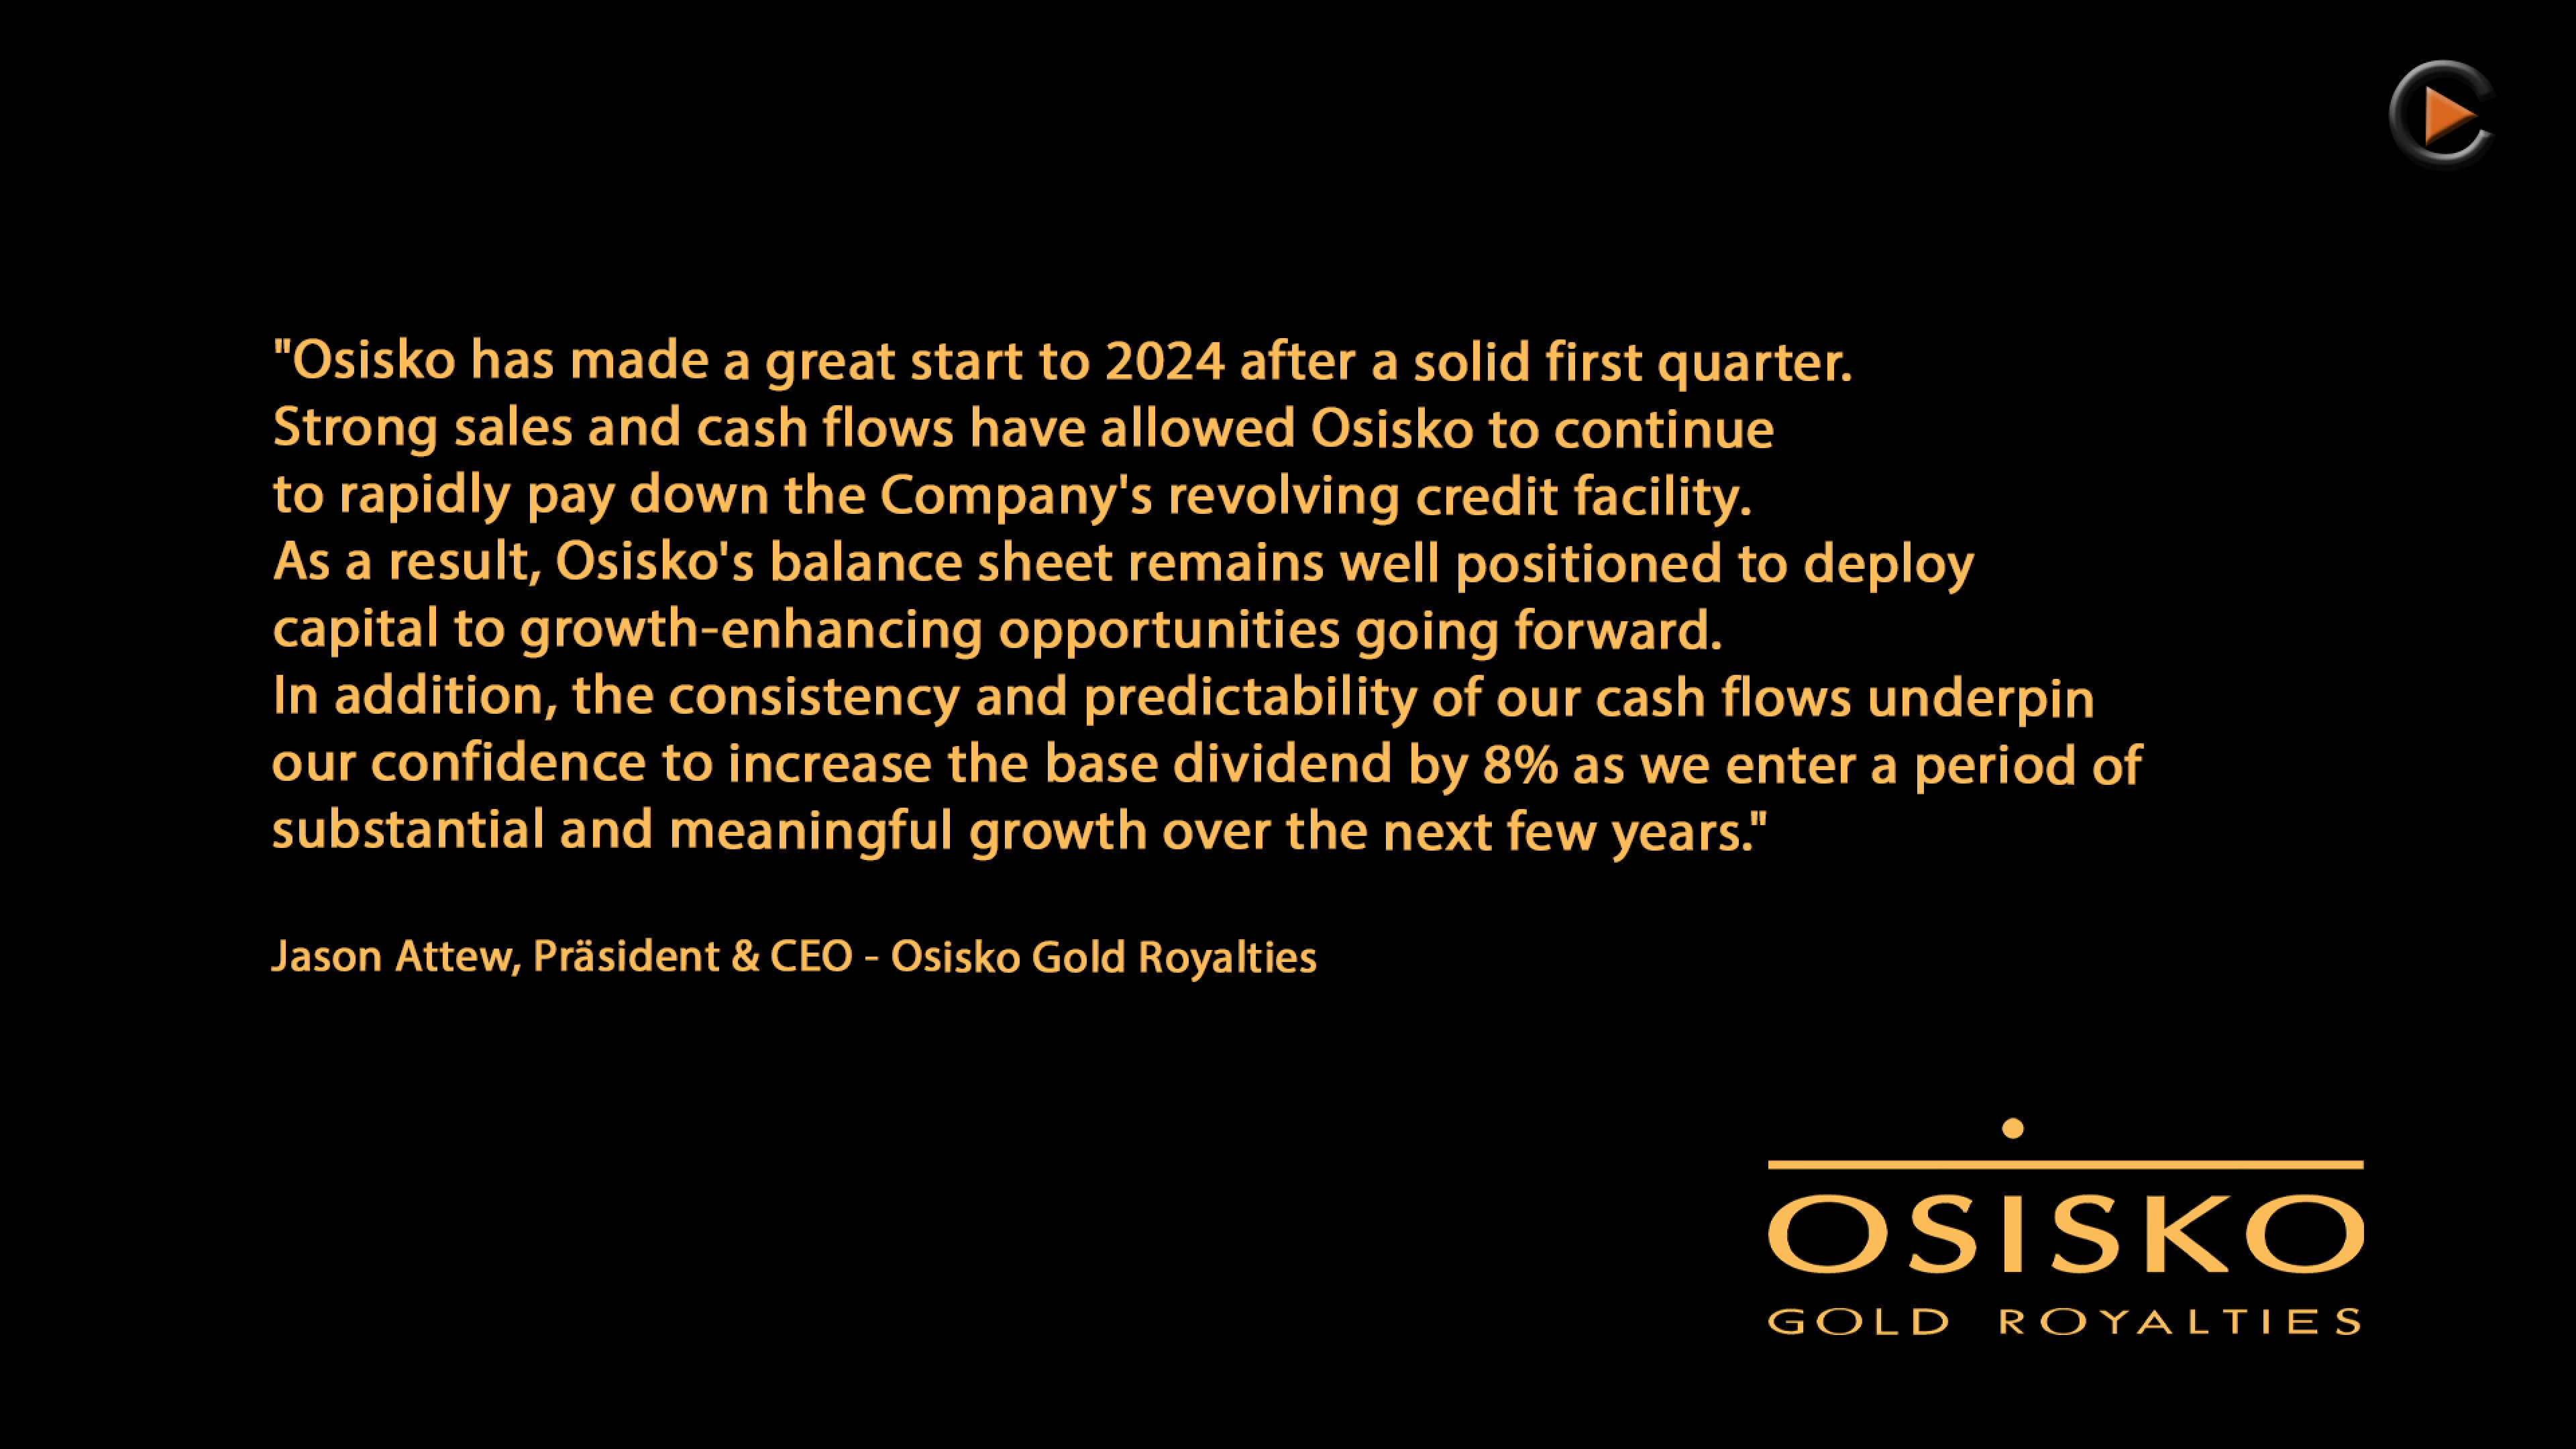 "Osisko has made a great start to 2024 after a solid first quarter.
Strong sales and cash flows have allowed Osisko to continue
to rapidly pay down the Company's revolving credit facility.
As a result, Osisko's balance sheet remains well positioned to deploy
capital to growth-enhancing opportunities going forward.
In addition, the consistency and predictability of our cash flows underpin
our confidence to increase the base dividend by 8% as we enter a period of
substantial and meaningful growth over the next few years."
Jason Attew, Präsident & CEO - Osisko Gold Royalties
OSISKO
GOLD ROYALTIES